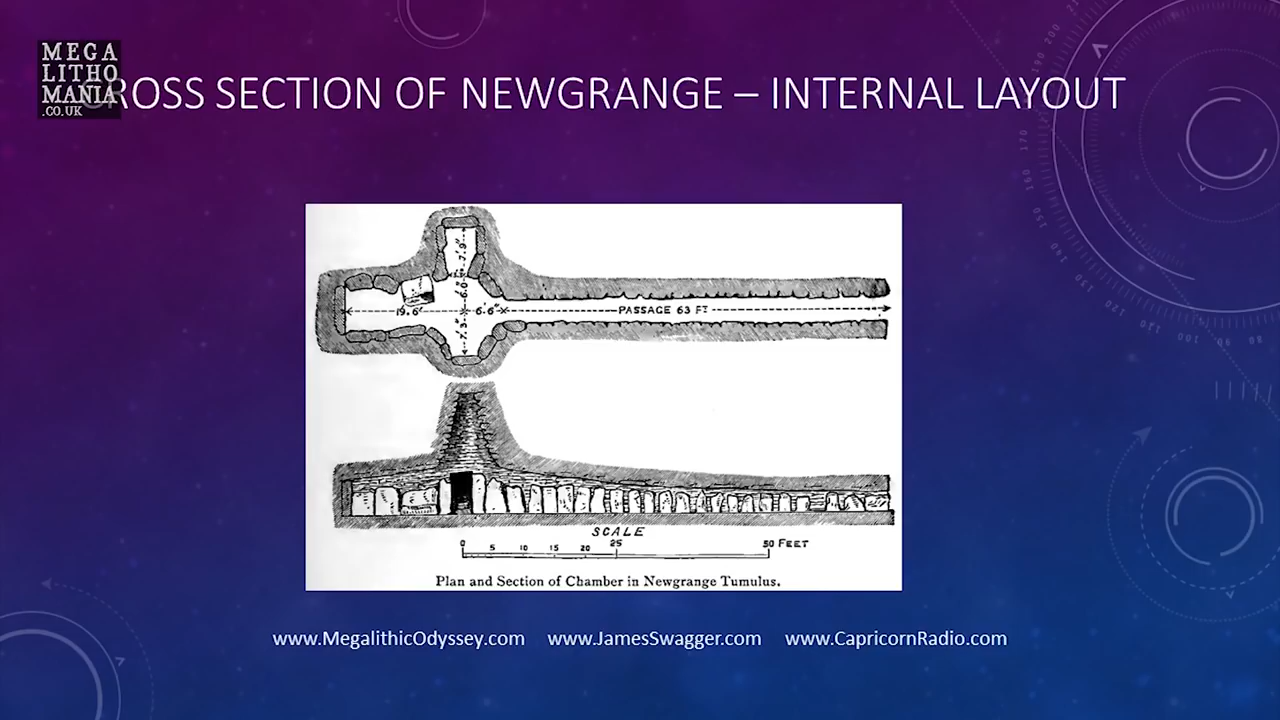 MEGA
LITHO
MANIA
.CO.UK
CROSS SECTION OF NEWGRANGE – INTERNAL LAYOUT
19.6"
6.6"
PASSAGE 63 FT
SCALE
0 5 10 15 20 25 50 FEET
Plan and Section of Chamber in Newgrange Tumulus.
www.MegalithicOdyssey.com www.JamesSwagger.com www.CapricornRadio.com